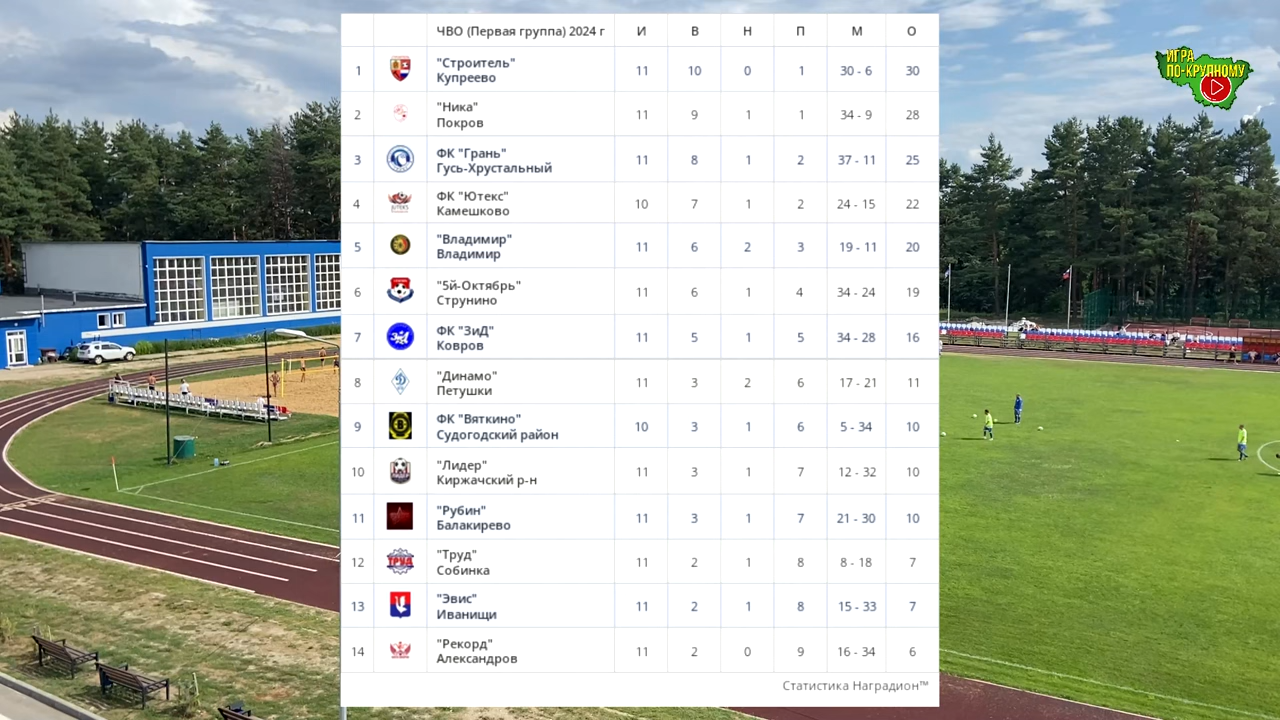 ЧВО (Первая группа) 2024 г И В Н П М О
1 "Строитель" Купреево 11 10 0 1 30 - 6 30
2 "Ника" Покров 11 9 1 1 34 - 9 28
3 ФК "Грань" Гусь-Хрустальный 11 8 1 2 37 - 11 25
4 ФК "Ютекс" Камешково 10 7 1 2 24 - 15 22
5 "Владимир" Владимир 11 6 2 3 19 - 11 20
6 "5й-Октябрь" Струнино 11 6 1 4 34 - 24 19
7 ФК "ЗиД" Ковров 11 5 1 5 34 - 28 16
8 "Динамо" Петушки 11 3 2 6 17 - 21 11
9 ФК "Вяткино" Судогодский район 10 3 1 6 5 - 34 10
10 "Лидер" Киржачский р-н 11 3 1 7 12 - 32 10
11 "Рубин" Балакирево 11 3 1 7 21 - 30 10
12 ТРУД "Труд" Собинка 11 2 1 8 8 - 18 7
13 "Эвис" Иванищи 11 2 1 8 15 - 33 7
14 "Рекорд" Александров 11 2 0 9 16 - 34 6
Статистика Наградион™
ИГРА
ПО-КРУПНОМУ